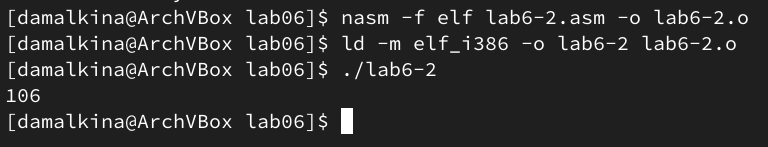 [damalkina@ArchVBox lab06]$ nasm -f elf lab6-2.asm -o lab6-2.o
[damalkina@ArchVBox lab06]$ ld -m elf_i386 -o lab6-2 lab6-2.o
[damalkina@ArchVBox lab06]$ ./lab6-2
106
[damalkina@ArchVBox lab06]$